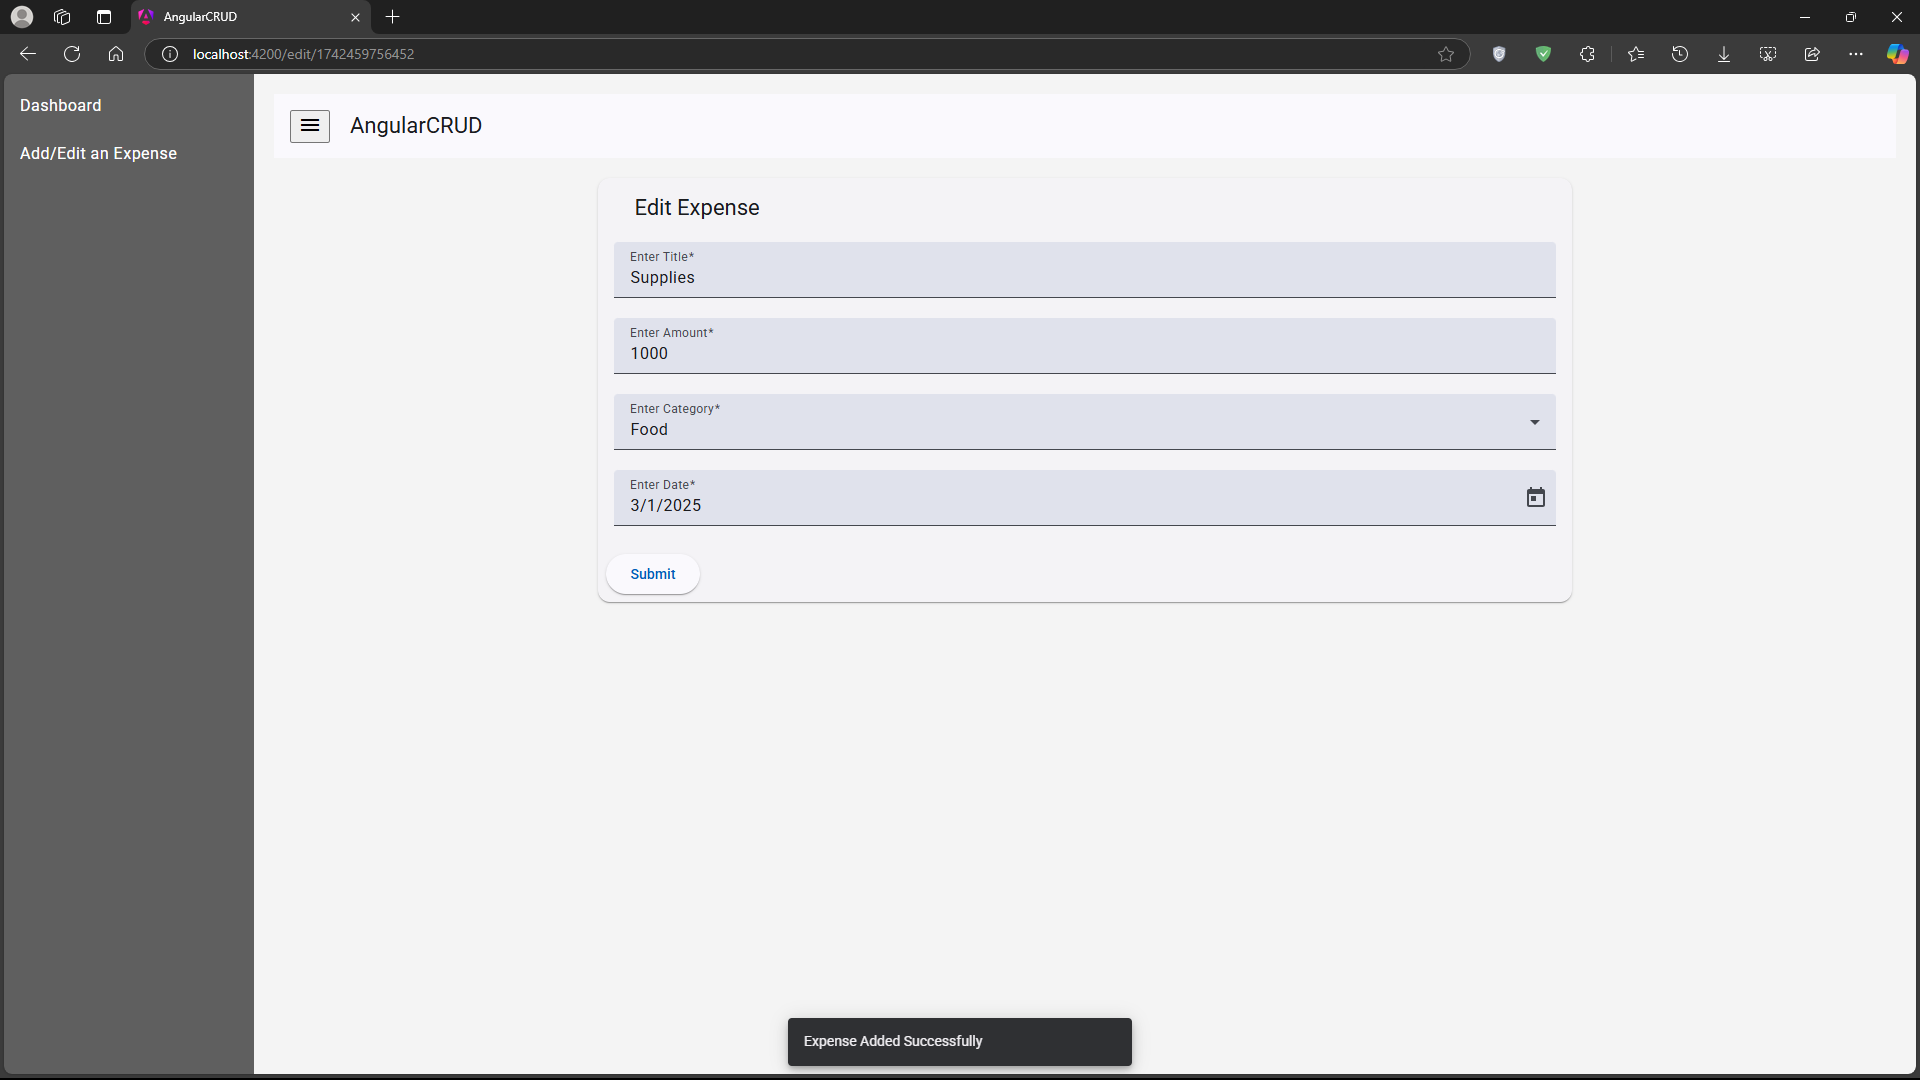 AngularCRUD
localhost:4200/edit/1742459756452
Dashboard
Add/Edit an Expense
AngularCRUD
Edit Expense
Enter Title*
Supplies
Enter Amount*
1000
Enter Category*
Food
Enter Date*
3/1/2025
Submit
Expense Added Successfully